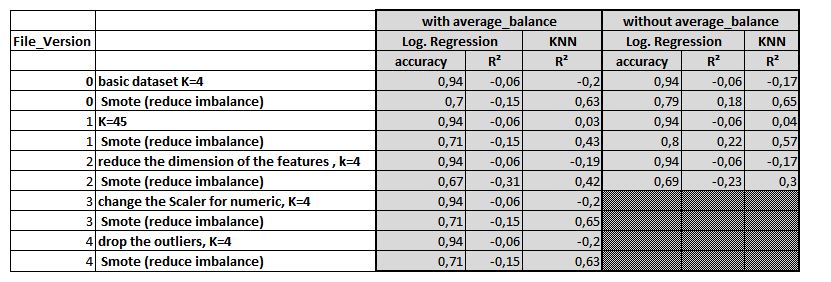 with average_balance without average_balance
File_Version Log. Regression KNN Log. Regression KNN
accuracy R² R² accuracy R² R²
0 basic dataset K=4 0,94 -0,06 -0,2 0,94 -0,06 -0,17
0 Smote (reduce imbalance) 0,7 -0,15 0,63 0,79 0,18 0,65
1 K=45 0,94 -0,06 0,03 0,94 -0,06 0,04
1 Smote (reduce imbalance) 0,71 -0,15 0,43 0,8 0,22 0,57
2 reduce the dimension of the features , k=4 0,94 -0,06 -0,19 0,94 -0,06 -0,17
2 Smote (reduce imbalance) 0,67 -0,31 0,42 0,69 -0,23 0,3
3 change the Scaler for numeric, K=4 0,94 -0,06 -0,2
3 Smote (reduce imbalance) 0,71 -0,15 0,65
4 drop the outliers, K=4 0,94 -0,06 -0,2
4 Smote (reduce imbalance) 0,71 -0,15 0,63